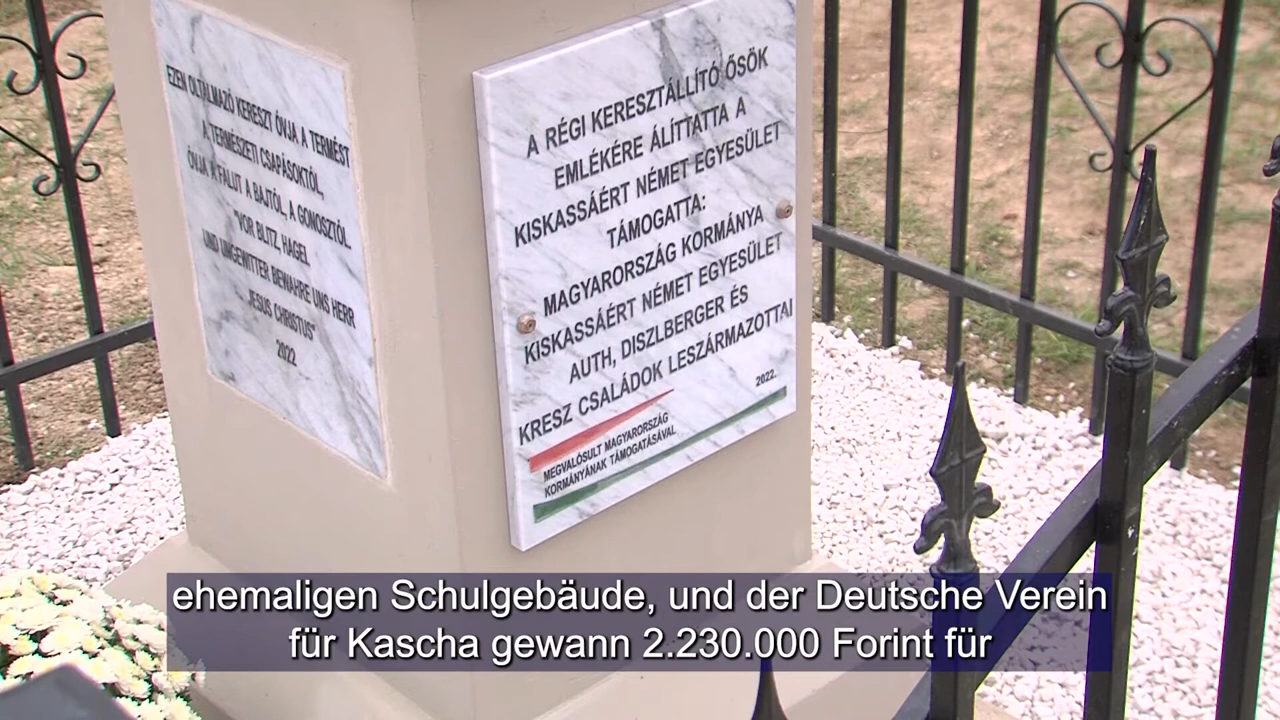 EZEN OLTALMAZÓ KERESZT ÓVJA A TERMÉST
A TERMÉSZETI CSAPÁSOKTÓL,
ÓVJA A FALUT A BAJTÓL, A GONOSZTÓL.
"VOR BLITZ, HAGEL
UND UMGEWITTER BEWAHRE UNS HERR
JESUS CHRISTUS"
2022
A RÉGI KERESZTÁLLÍTÓ ŐSÖK
EMLÉKÉRE ÁLÍTTATTA A
KISKASSÁÉRT NÉMET EGYESÜLET
TÁMOGATTA:
MAGYARORSZÁG KORMÁNYA
KISKASSÁÉRT NÉMET EGYESÜLET
AUTH, DISZLBERGER ÉS
KRESZ CSALÁDOK LESZÁRMAZOTTAI
2022.
MEGVALÓSULT MAGYARORSZÁG
KORMÁNYÁNAK TÁMOGATÁSÁVAL
ehemaligen Schulgebäude, und der Deutsche Verein
für Kascha gewann 2.230.000 Forint für